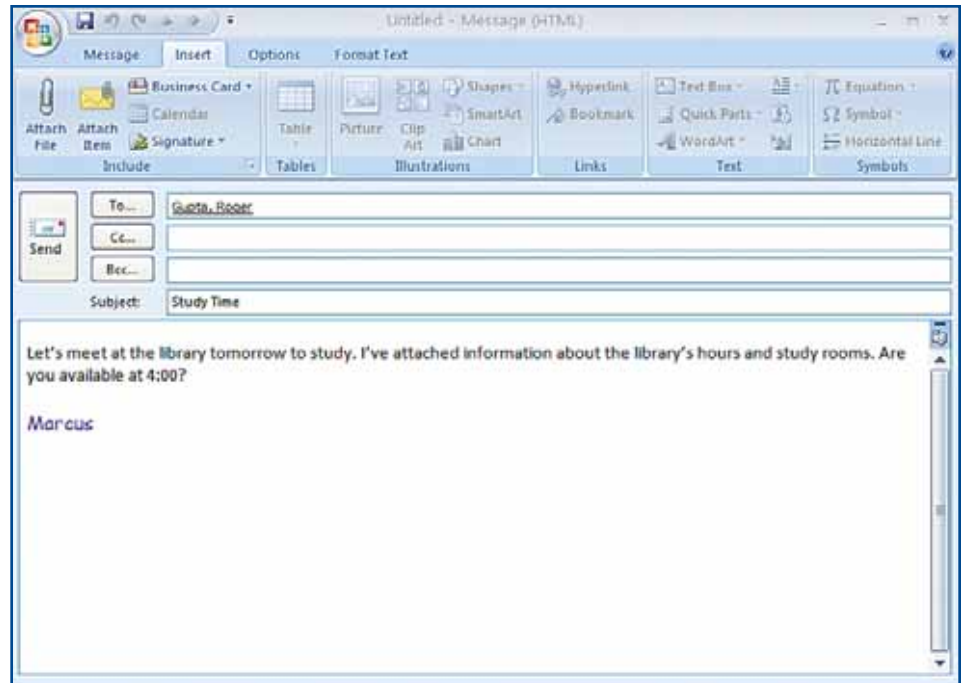 Untitled - Message (HTML)
Message Insert Options Format Text
Attach File
Attach Item
Business Card
Calendar
Signature
Include
Table
Tables
Picture
Clip Art
Shapes
SmartArt
Chart
Illustrations
Hyperlink
Bookmark
Links
Text Box
Quick Parts
WordArt
Text
Equation
Symbol
Horizontal Line
Symbols
Send
To... Gupta, Roger
Cc...
Bcc...
Subject: Study Time
Let's meet at the library tomorrow to study. I've attached information about the library's hours and study rooms. Are
you available at 4:00?
Marcus